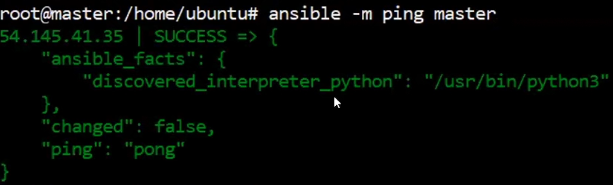 root@master:/home/ubuntu# ansible -m ping master
54.145.41.35 | SUCCESS => {
    "ansible_facts": {
        "discovered_interpreter_python": "/usr/bin/python3"
    },
    "changed": false,
    "ping": "pong"
}